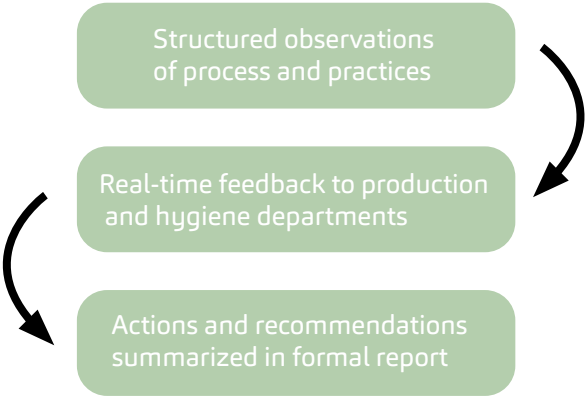 Structured observations
of process and practices
Real-time feedback to production
and hygiene departments
Actions and recommendations
summarized in formal report